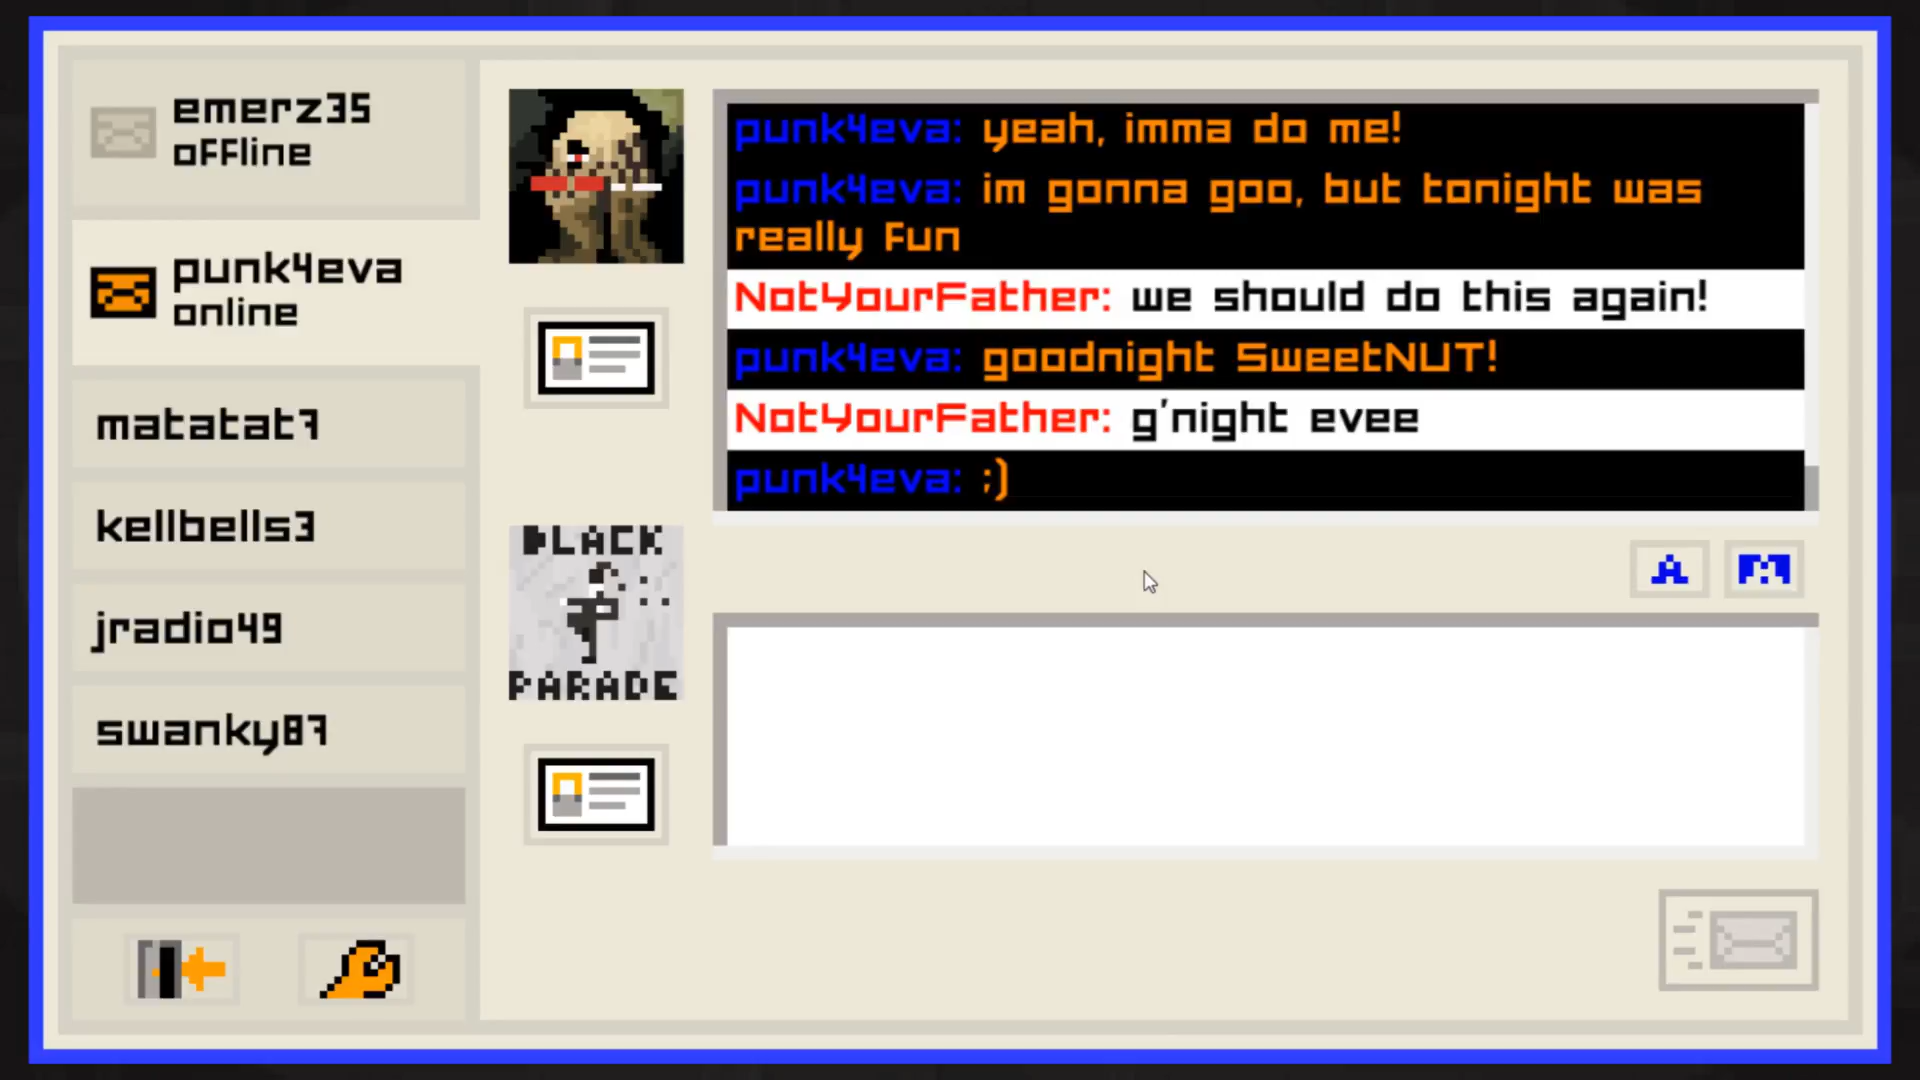 emerz35
offline
punk4eva
online
matatat7
kellbells3
jradio49
swanky87
punk4eva: yeah, imma do me!
punk4eva: im gonna goo, but tonight was
really fun
NotYourFather: we should do this again!
punk4eva: goodnight SweetNUT!
NotYourFather: g'night evee
punk4eva: ;)
BLACK
PARADE
A